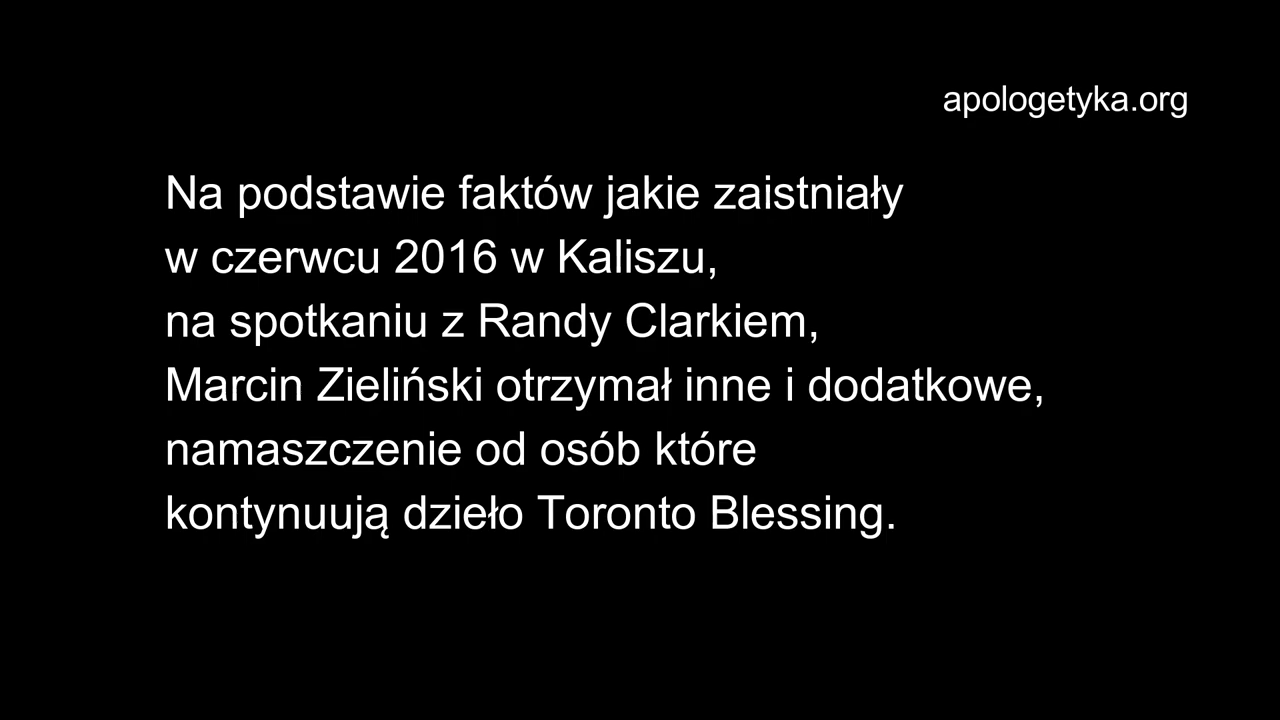 apologetyka.org
Na podstawie faktów jakie zaistniały
w czerwcu 2016 w Kaliszu,
na spotkaniu z Randy Clarkiem,
Marcin Zieliński otrzymał inne i dodatkowe,
namaszczenie od osób które
kontynuują dzieło Toronto Blessing.